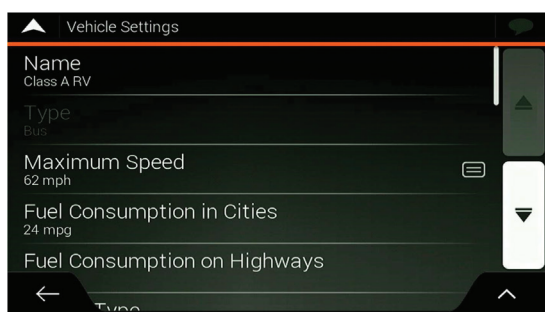 Vehicle Settings
Name
Class A RV
Type
Bus
Maximum Speed
62 mph
Fuel Consumption in Cities
24 mpg
Fuel Consumption on Highways
Type